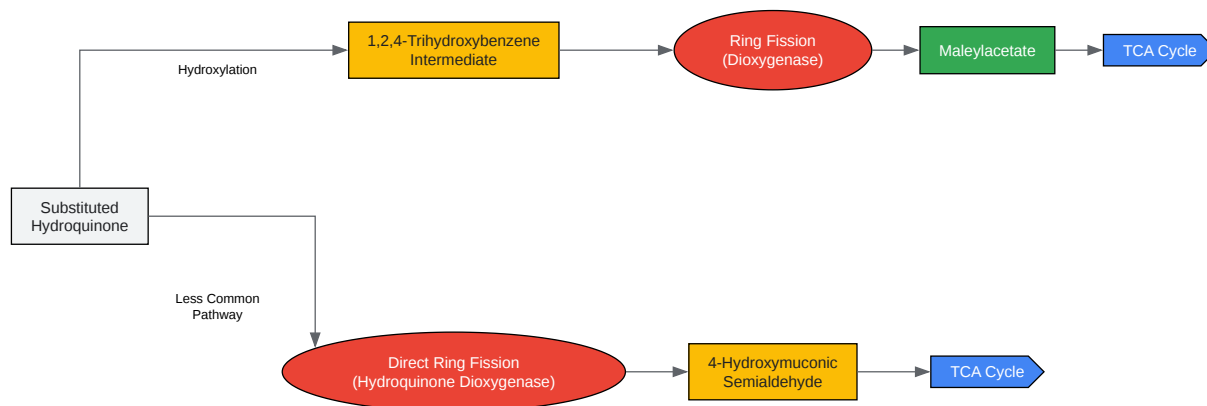 1,2,4-Trihydroxybenzene
Intermediate
Ring Fission
(Dioxygenase)
Maleylacetate
TCA Cycle
Hydroxylation
Substituted
Hydroquinone
Less Common
Pathway
Direct Ring Fission
(Hydroquinone Dioxygenase)
4-Hydroxymuconic
Semialdehyde
TCA Cycle